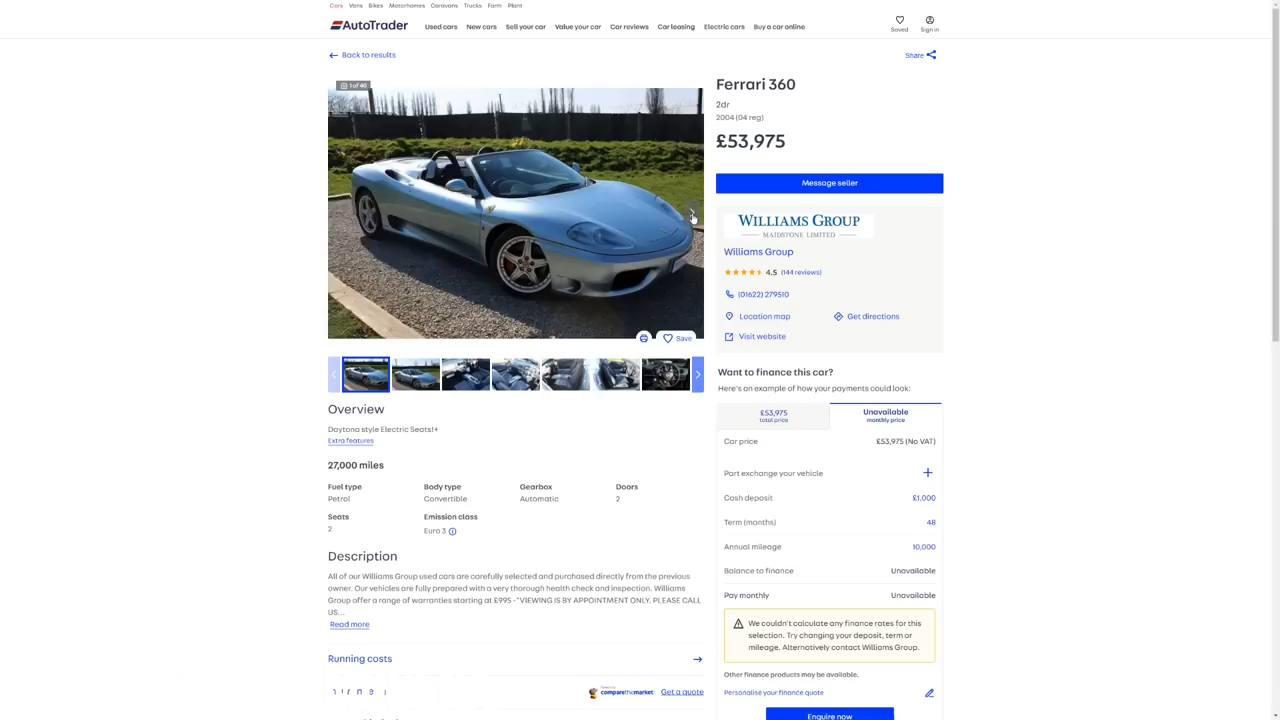 Cars Vans Bikes Motorhomes Caravans Trucks Farm Plant
AutoTrader
Used cars New cars Sell your car Value your car Car reviews Car leasing Electric cars Buy a car online
Saved Sign in
Back to results
Share
1 of 40
Ferrari 360
2dr
2004 (04 reg)
£53,975
Message seller
WILLIAMS GROUP
MAIDSTONE LIMITED
Williams Group
4.5 (144 reviews)
(01622) 279510
Location map Get directions
Visit website
Save
Want to finance this car?
Here's an example of how your payments could look:
£53,975
total price
Unavailable
monthly price
Car price £53,975 (No VAT)
Part exchange your vehicle
Cash deposit £1,000
Term (months) 48
Annual mileage 10,000
Balance to finance Unavailable
Pay monthly Unavailable
We couldn't calculate any finance rates for this
selection. Try changing your deposit, term or
mileage. Alternatively contact Williams Group.
Other finance products may be available.
Personalise your finance quote
Enquire now
Overview
Daytona style Electric Seats!+
Extra features
27,000 miles
Fuel type Body type Gearbox Doors
Petrol Convertible Automatic 2
Seats Emission class
2 Euro 3
Description
All of our Williams Group used cars are carefully selected and purchased directly from the previous
owner. Our vehicles are fully prepared with a very thorough health check and inspection. Williams
Group offer a range of warranties starting at £995 -"VIEWING IS BY APPOINTMENT ONLY. PLEASE CALL
US...
Read more
Running costs
comparethemarket Get a quote